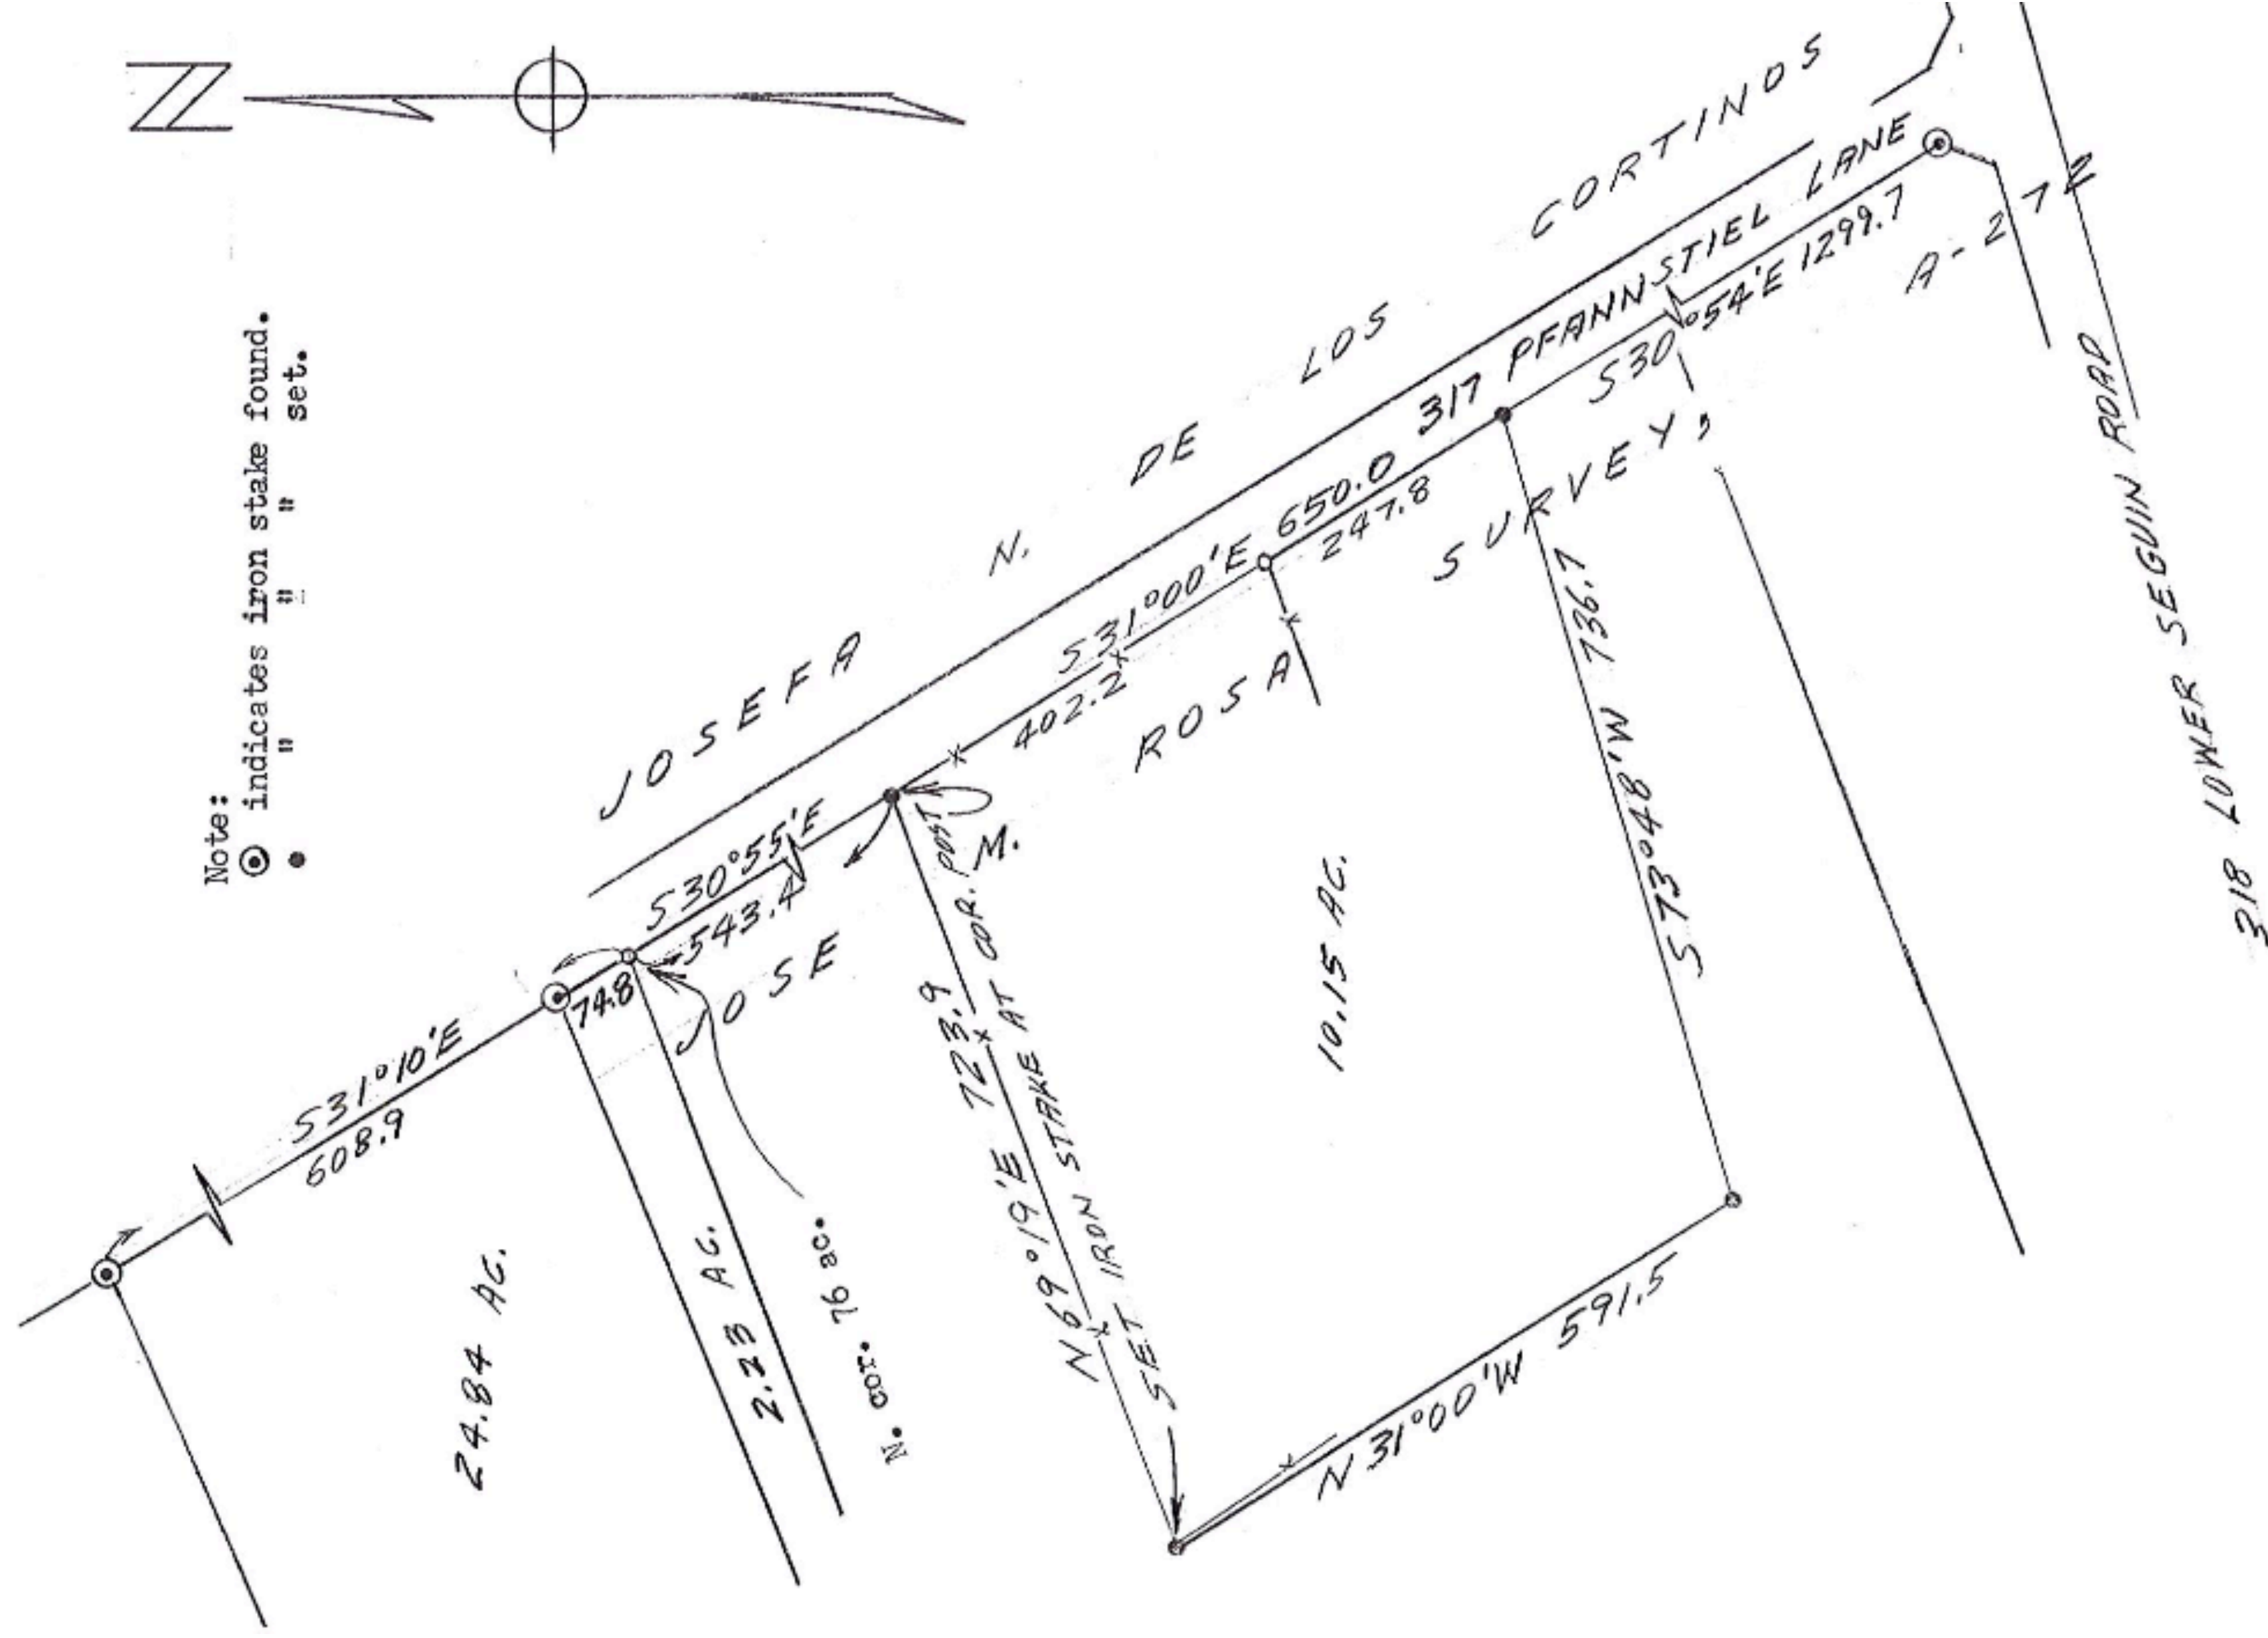 N
Note:
⊙ indicates iron stake found.
● " " " set.
JOSEFA N. DE LOS CORTINOS
317 PFANNSTIEL LANE
S30°54'E 1299.7
A-272
S31°00'E 650.0
247.8
402.2
S30°55'E
543.4
74.8
S31°10'E
608.9
JOSE M. ROSA SURVEY,
24.84 AC.
2.23 AC.
N. cor. 76 ac.
N69°19'E 723.9
SET IRON STAKE AT COR. POST
10.15 AC.
S73°48'W 736.7
N31°00'W 591.5
318 LOWER SEGUIN ROAD